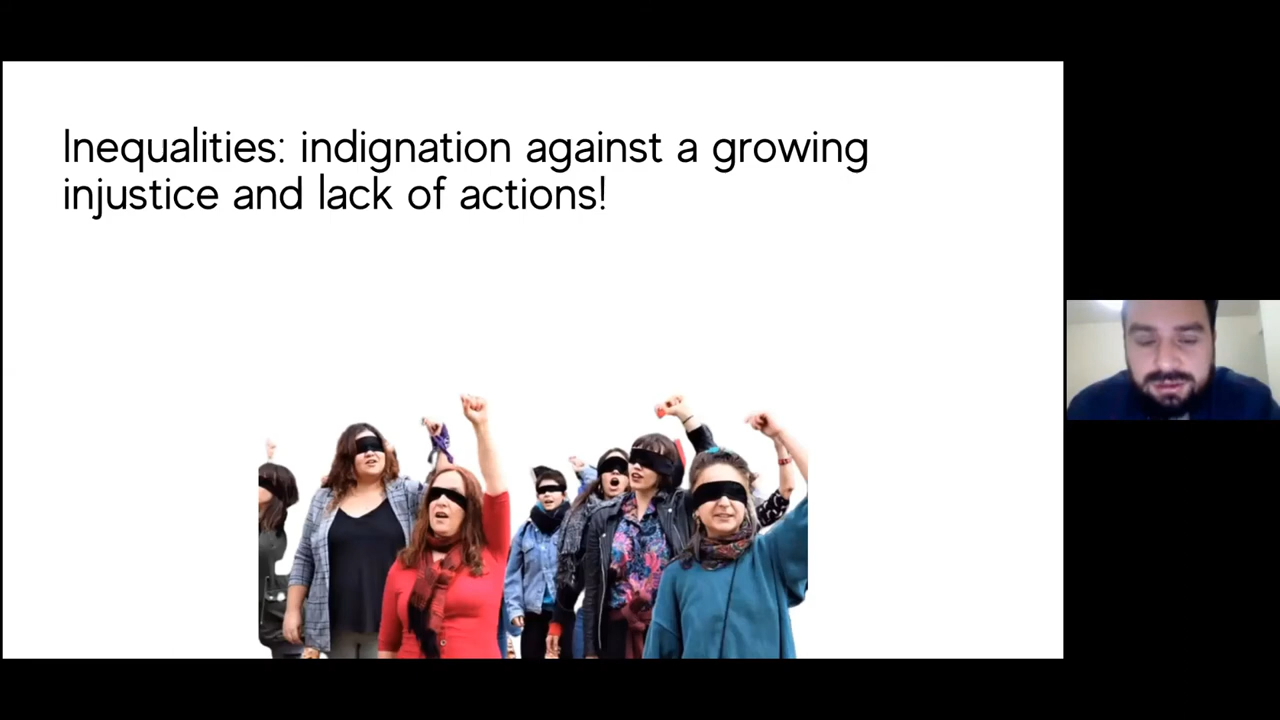 Inequalities: indignation against a growing
injustice and lack of actions!